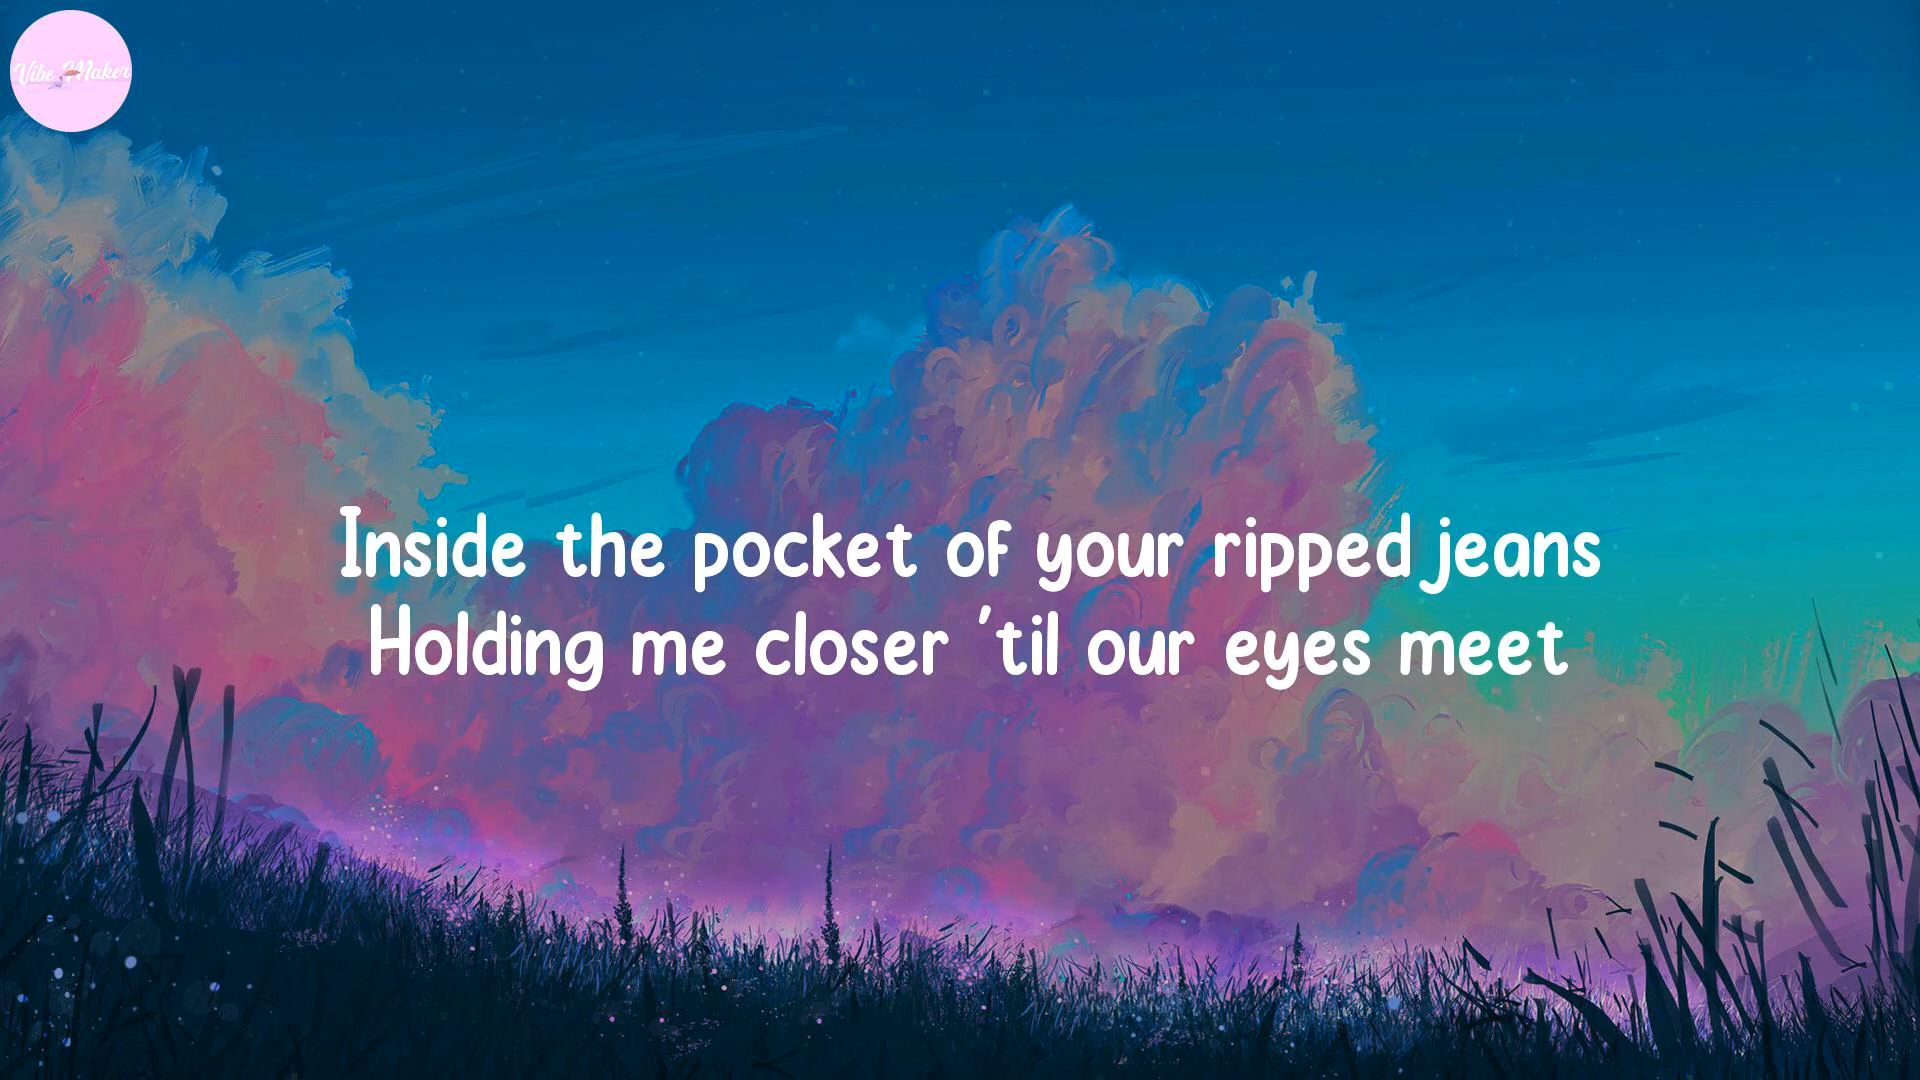 Vibe Maker
Inside the pocket of your ripped jeans
Holding me closer 'til our eyes meet